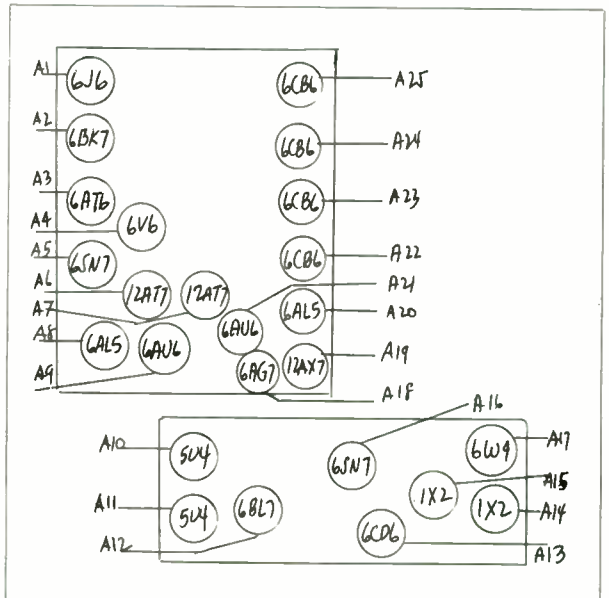 A1 6J6 6CB6 A25
A2 6BK7 6CB6 A24
A3 6AT6 6CB6 A23
A4 6V6
A5 6SN7 6CB6 A22
A6 12AT7 12AT7 A21
A7 6AU6 6AL5 A20
A8 6AL5 6AU6 12AX7 A19
A9 6AG7 A18
A16
A10 5U4 6SN7 6W4 A17
1X2 A15
A11 5U4 6BL7 1X2 A14
A12 6CD6 A13